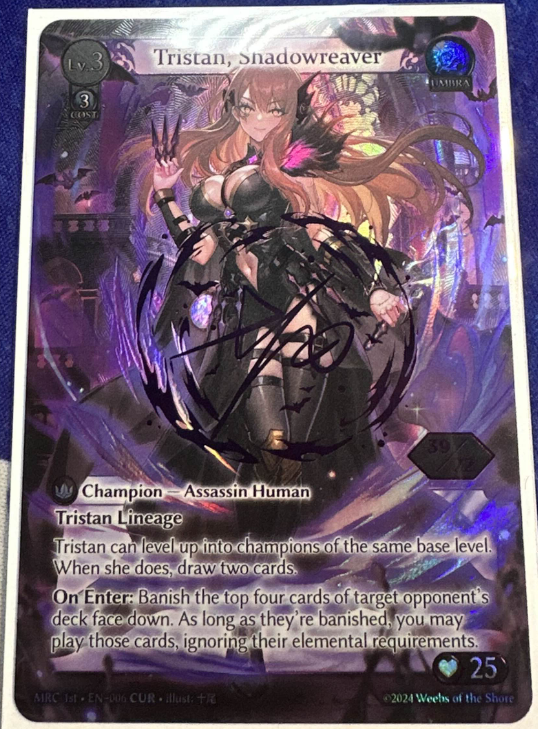 Lv.3
Tristan, Shadowreaver
UMBRA
3
COST
39
Champion — Assassin Human
Tristan Lineage
Tristan can level up into champions of the same base level.
When she does, draw two cards.
On Enter: Banish the top four cards of target opponent's
deck face down. As long as they're banished, you may
play those cards, ignoring their elemental requirements.
25
MRC 1st • EN-006 CUR • illust: 十尾
©2024 Weebs of the Shore